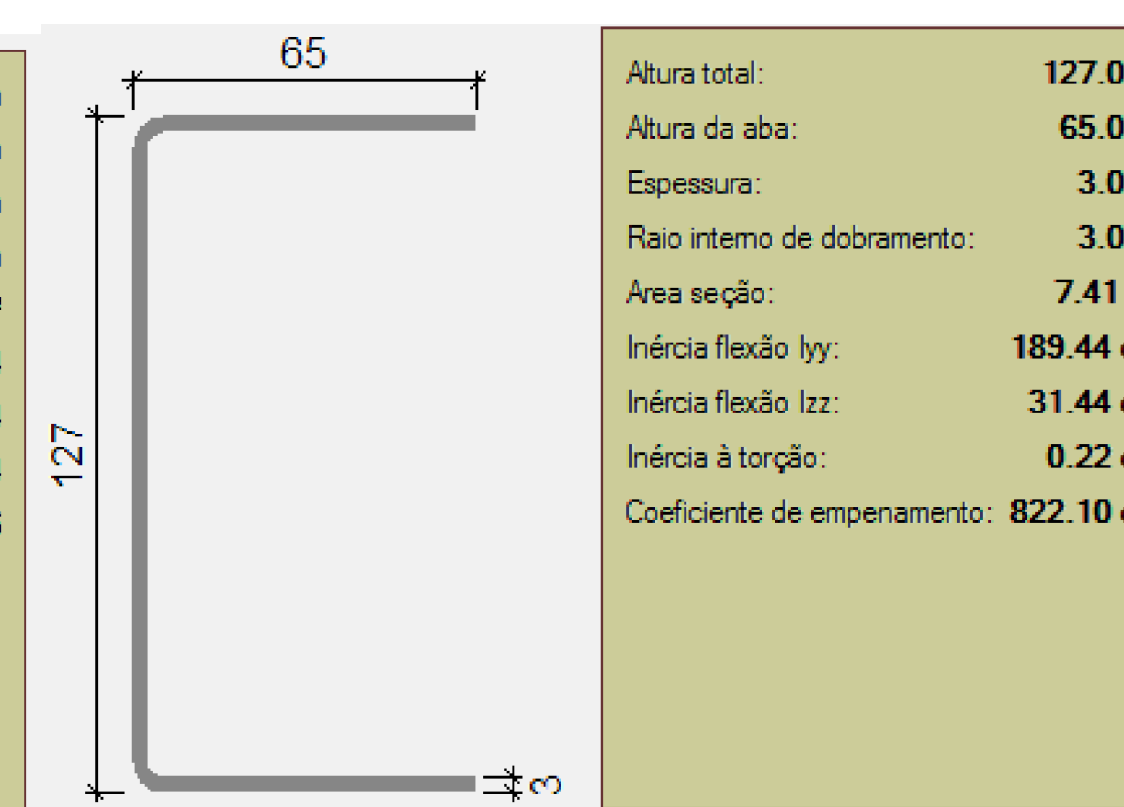 65
127
3
Altura total: 127.0
Altura da aba: 65.0
Espessura: 3.0
Raio interno de dobramento: 3.0
Area seção: 7.41
Inércia flexão Iyy: 189.44
Inércia flexão Izz: 31.44
Inércia à torção: 0.22
Coeficiente de empenamento: 822.10